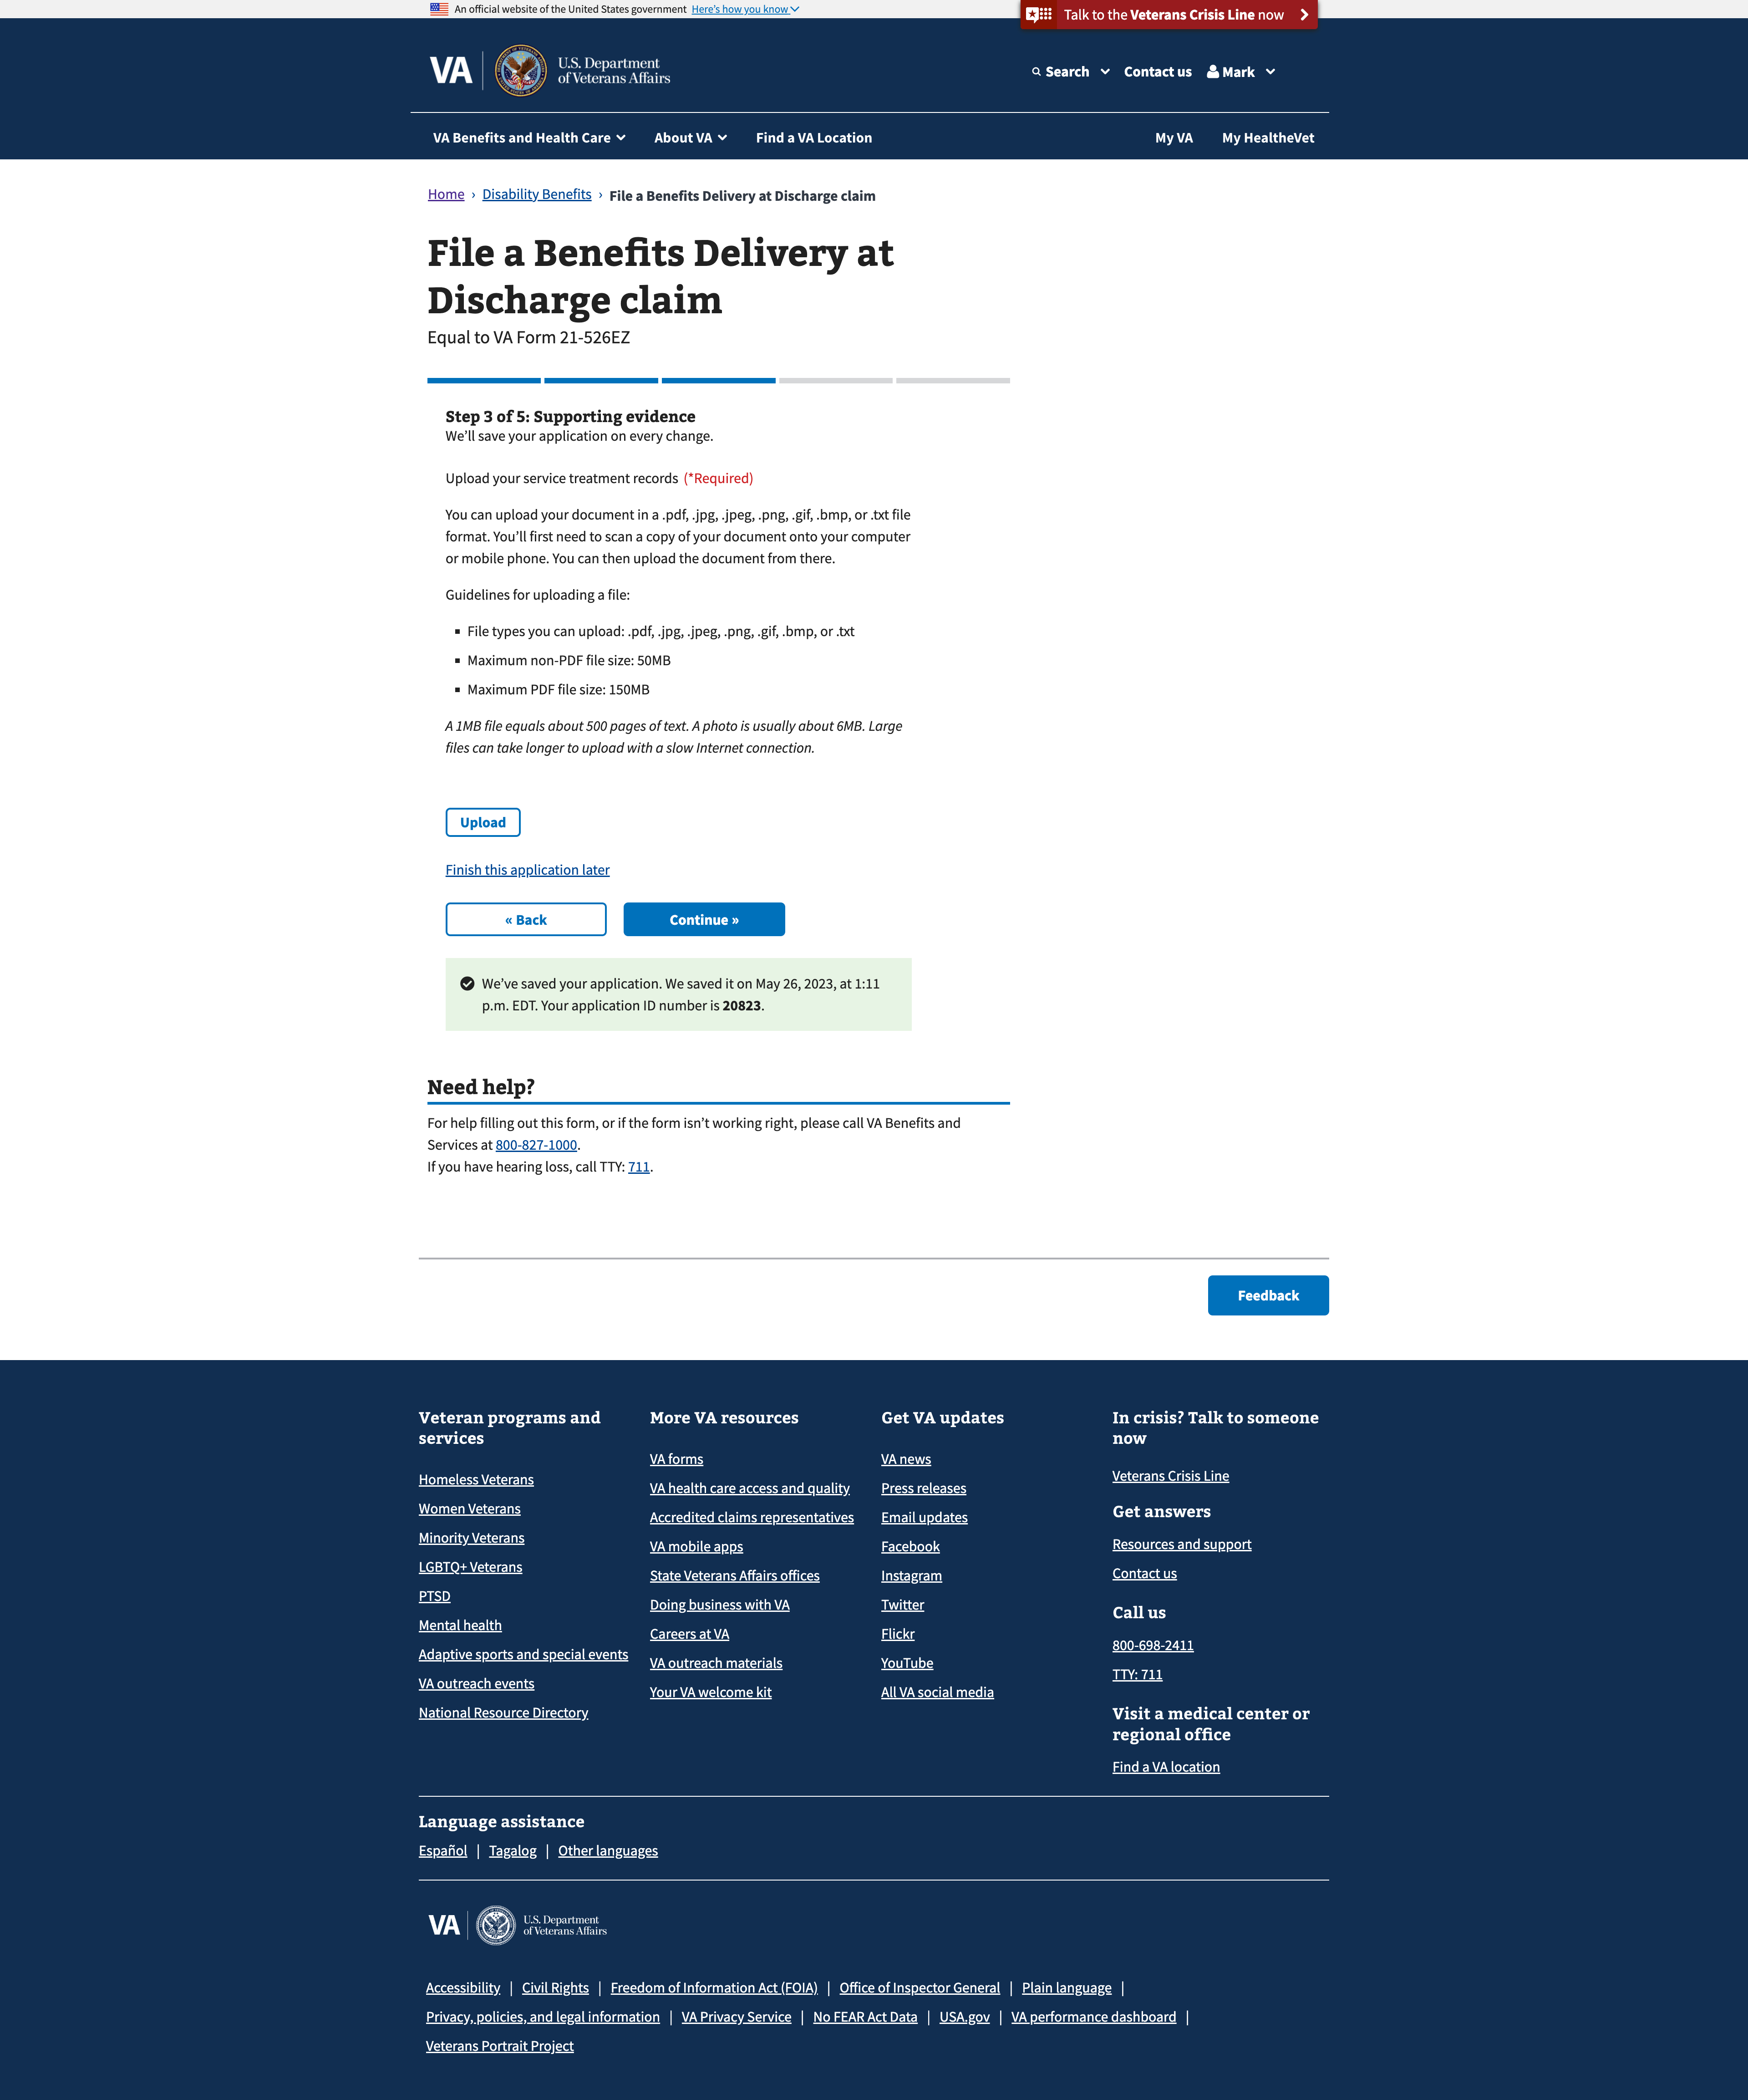 An official website of the United States government Here's how you know
Talk to the Veterans Crisis Line now
VA
U.S. Department
of Veterans Affairs
Search
Contact us
Mark
VA Benefits and Health Care
About VA
Find a VA Location
My VA
My HealtheVet
Home › Disability Benefits › File a Benefits Delivery at Discharge claim
File a Benefits Delivery at
Discharge claim
Equal to VA Form 21-526EZ
Step 3 of 5: Supporting evidence
We'll save your application on every change.
Upload your service treatment records (*Required)
You can upload your document in a .pdf, .jpg, .jpeg, .png, .gif, .bmp, or .txt file
format. You'll first need to scan a copy of your document onto your computer
or mobile phone. You can then upload the document from there.
Guidelines for uploading a file:
▪ File types you can upload: .pdf, .jpg, .jpeg, .png, .gif, .bmp, or .txt
▪ Maximum non-PDF file size: 50MB
▪ Maximum PDF file size: 150MB
A 1MB file equals about 500 pages of text. A photo is usually about 6MB. Large
files can take longer to upload with a slow Internet connection.
Upload
Finish this application later
« Back
Continue »
We've saved your application. We saved it on May 26, 2023, at 1:11
p.m. EDT. Your application ID number is 20823.
Need help?
For help filling out this form, or if the form isn't working right, please call VA Benefits and
Services at 800-827-1000.
If you have hearing loss, call TTY: 711.
Feedback
Veteran programs and
services
Homeless Veterans
Women Veterans
Minority Veterans
LGBTQ+ Veterans
PTSD
Mental health
Adaptive sports and special events
VA outreach events
National Resource Directory
More VA resources
VA forms
VA health care access and quality
Accredited claims representatives
VA mobile apps
State Veterans Affairs offices
Doing business with VA
Careers at VA
VA outreach materials
Your VA welcome kit
Get VA updates
VA news
Press releases
Email updates
Facebook
Instagram
Twitter
Flickr
YouTube
All VA social media
In crisis? Talk to someone
now
Veterans Crisis Line
Get answers
Resources and support
Contact us
Call us
800-698-2411
TTY: 711
Visit a medical center or
regional office
Find a VA location
Language assistance
Español | Tagalog | Other languages
VA
U.S. Department
of Veterans Affairs
Accessibility | Civil Rights | Freedom of Information Act (FOIA) | Office of Inspector General | Plain language |
Privacy, policies, and legal information | VA Privacy Service | No FEAR Act Data | USA.gov | VA performance dashboard |
Veterans Portrait Project